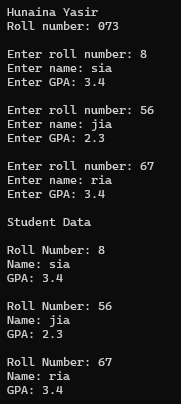 Hunaina Yasir
Roll number: 073
Enter roll number: 8
Enter name: sia
Enter GPA: 3.4
Enter roll number: 56
Enter name: jia
Enter GPA: 2.3
Enter roll number: 67
Enter name: ria
Enter GPA: 3.4
Student Data
Roll Number: 8
Name: sia
GPA: 3.4
Roll Number: 56
Name: jia
GPA: 2.3
Roll Number: 67
Name: ria
GPA: 3.4